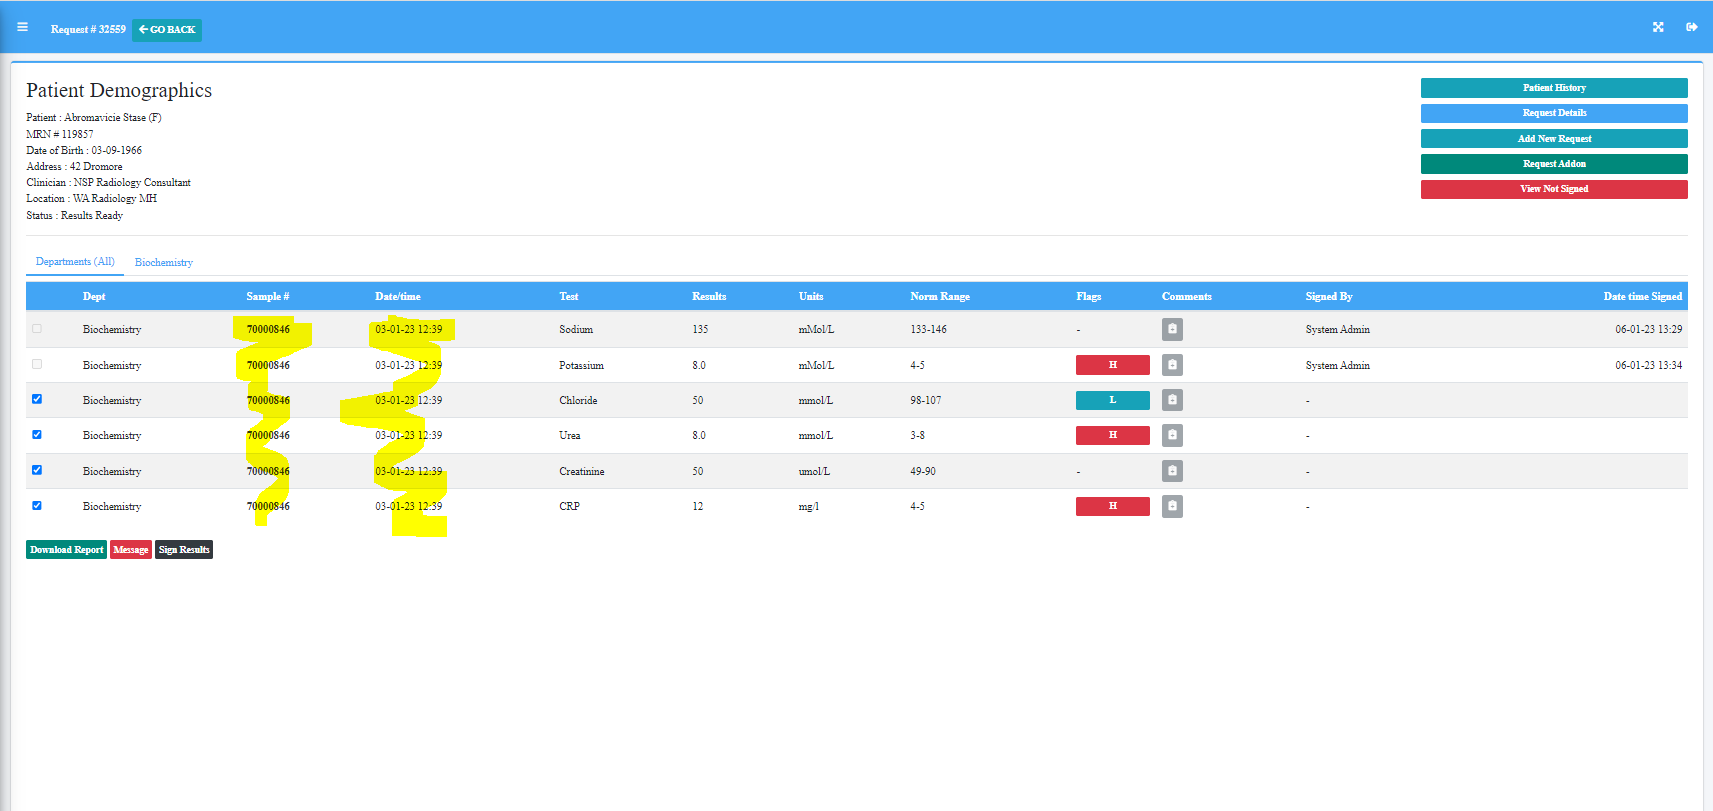 Request # 32559 GO BACK
Patient Demographics
Patient : Abromavicie Stase (F)
MRN # 119857
Date of Birth : 03-09-1966
Address : 42 Dromore
Clinician : NSP Radiology Consultant
Location : WA Radiology MH
Status : Results Ready
Patient History
Request Details
Add New Request
Request Addon
View Not Signed
Departments (All) Biochemistry
Dept Sample # Date/time Test Results Units Norm Range Flags Comments Signed By Date time Signed
Biochemistry 70000846 03-01-23 12:39 Sodium 135 mMol/L 133-146 - System Admin 06-01-23 13:29
Biochemistry 70000846 03-01-23 12:39 Potassium 8.0 mMol/L 4-5 H System Admin 06-01-23 13:34
Biochemistry 70000846 03-01-23 12:39 Chloride 50 mmol/L 98-107 L -
Biochemistry 70000846 03-01-23 12:39 Urea 8.0 mmol/L 3-8 H -
Biochemistry 70000846 03-01-23 12:39 Creatinine 50 umol/L 49-90 - -
Biochemistry 70000846 03-01-23 12:39 CRP 12 mg/l 4-5 H -
Download Report Message Sign Results